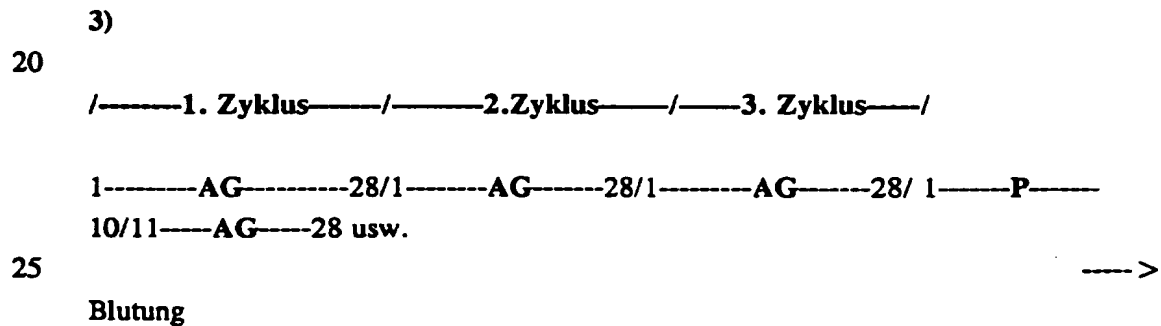 3)
20
/--------1. Zyklus-------/---------2.Zyklus-------/------3. Zyklus-----/
1---------AG----------28/1--------AG-------28/1---------AG-------28/ 1-------P-------
10/11-----AG-----28 usw.
25 ----->
Blutung